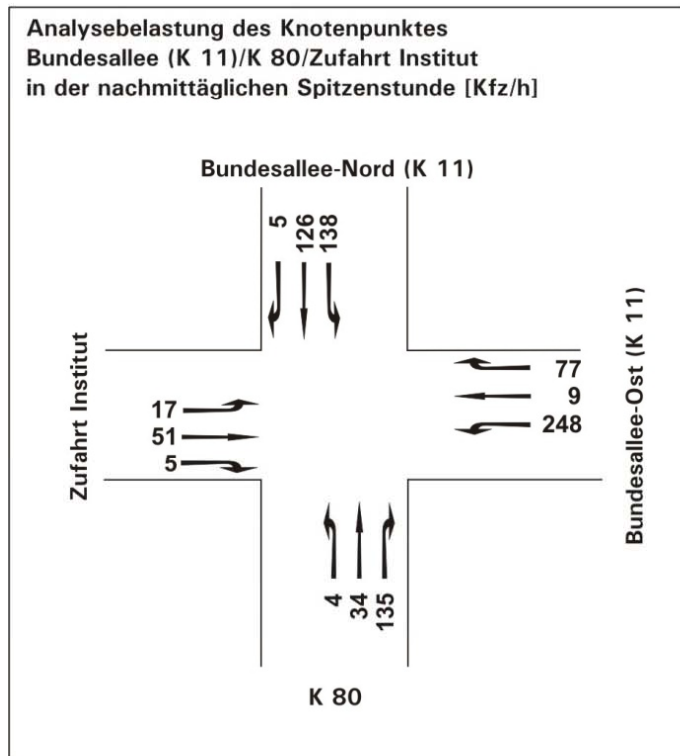 Analysebelastung des Knotenpunktes
Bundesallee (K 11)/K 80/Zufahrt Institut
in der nachmittäglichen Spitzenstunde [Kfz/h]
Bundesallee-Nord (K 11)
5
126
138
Zufahrt Institut
17
51
5
77
9
248
Bundesallee-Ost (K 11)
4
34
135
K 80